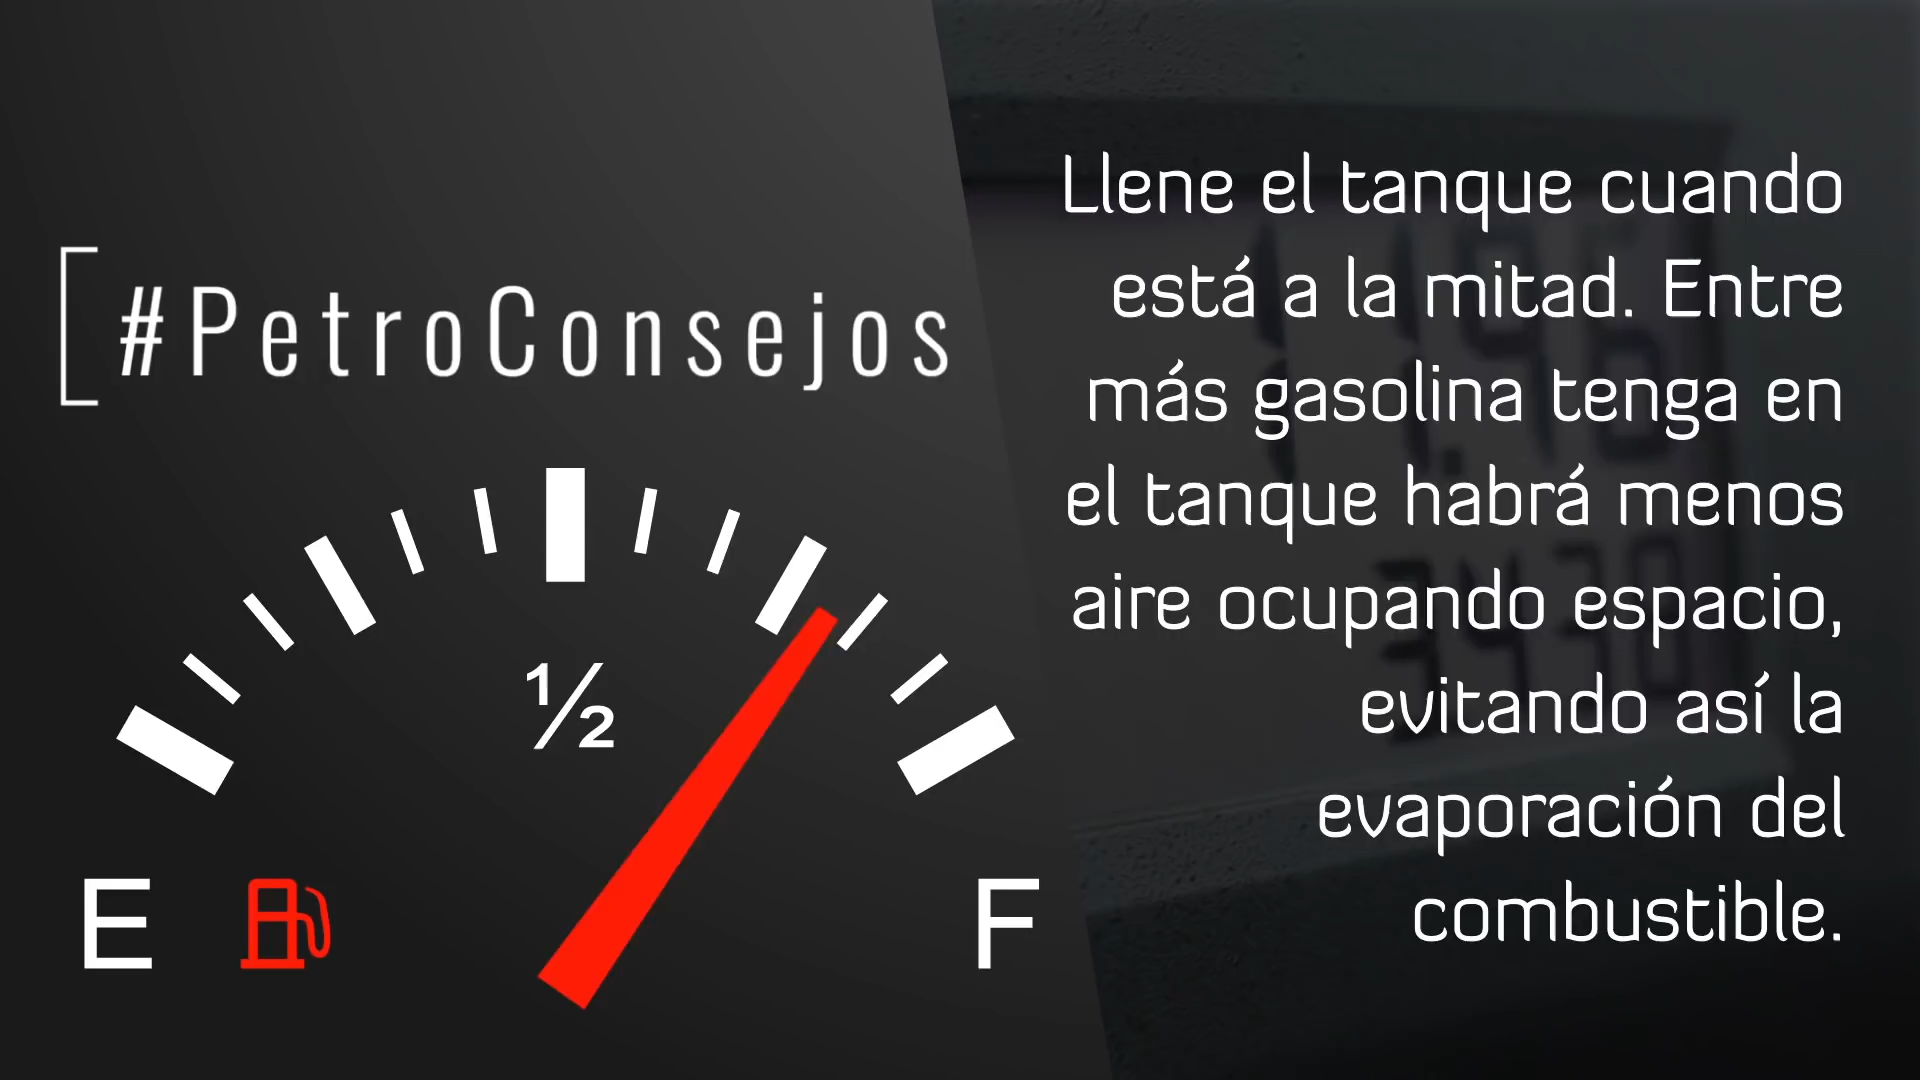 #PetroConsejos
½
E
F
Llene el tanque cuando
está a la mitad. Entre
más gasolina tenga en
el tanque habrá menos
aire ocupando espacio,
evitando así la
evaporación del
combustible.